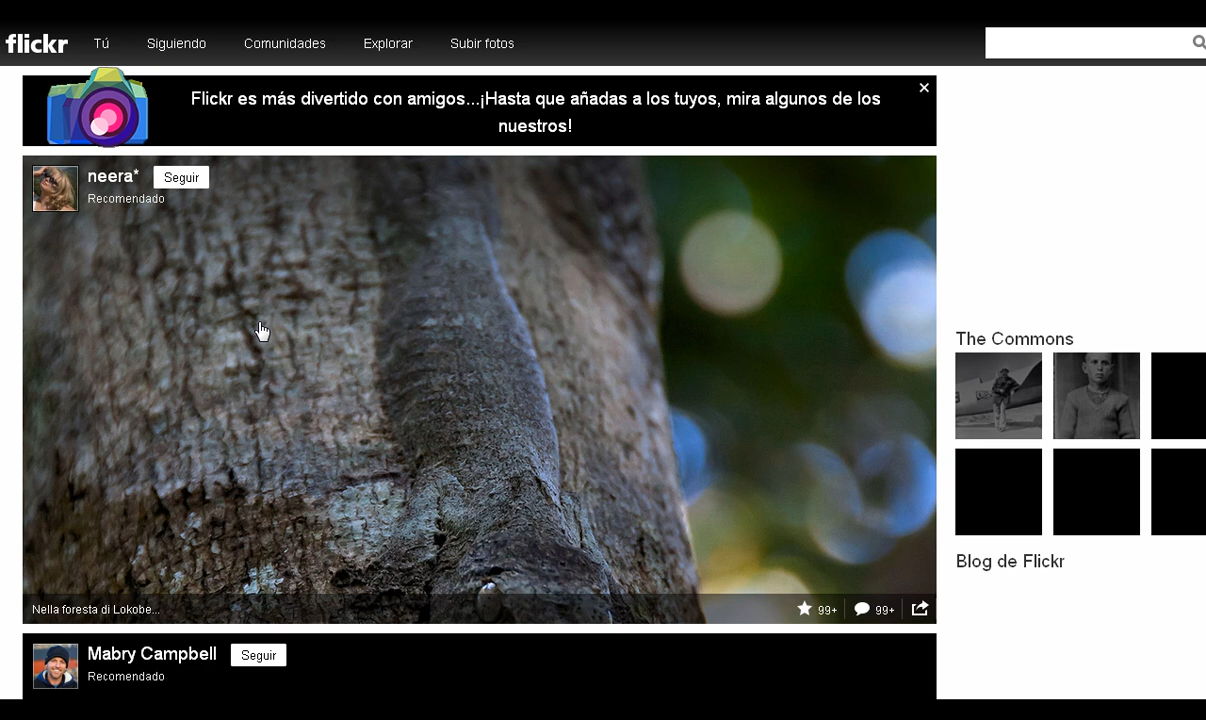 flickr
Tú
Siguiendo
Comunidades
Explorar
Subir fotos
Flickr es más divertido con amigos...¡Hasta que añadas a los tuyos, mira algunos de los
nuestros!
neera*
Seguir
Recomendado
Nella foresta di Lokobe...
99+
99+
The Commons
Blog de Flickr
Mabry Campbell
Seguir
Recomendado